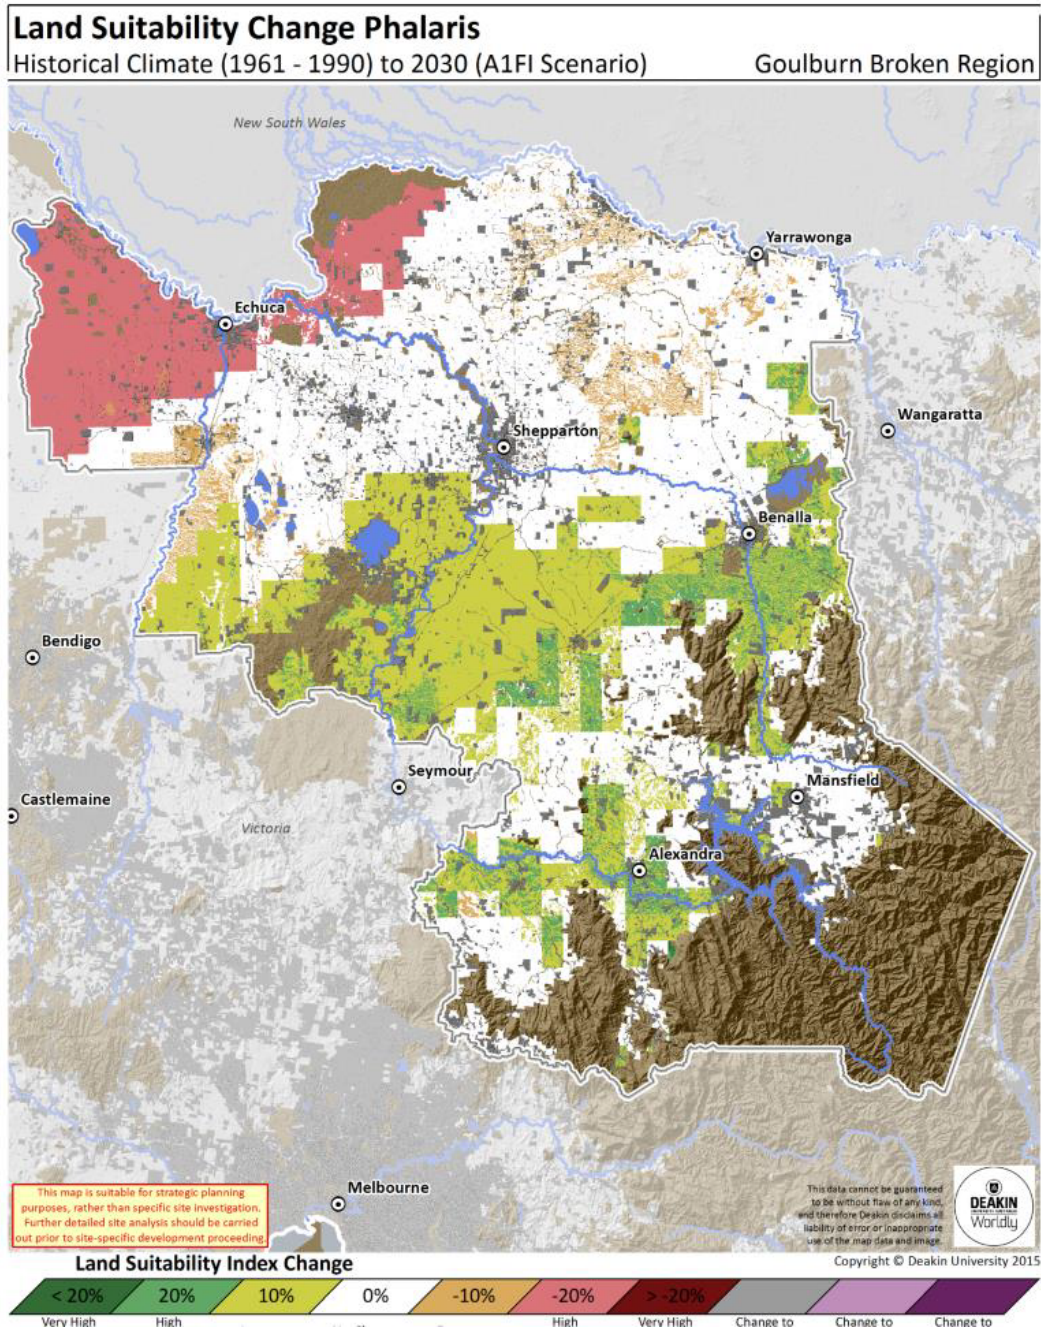 Land Suitability Change Phalaris
Historical Climate (1961 - 1990) to 2030 (A1FI Scenario)
Goulburn Broken Region
New South Wales
Yarrawonga
Echuca
Wangaratta
Shepparton
Benalla
Bendigo
Seymour
Mansfield
Castlemaine
Victoria
Alexandra
Melbourne
This map is suitable for strategic planning
purposes, rather than specific site investigation.
Further detailed site analysis should be carried
out prior to site-specific development proceeding.
This data cannot be guaranteed
to be without flaw of any kind,
and therefore Deakin disclaims all
liability of error or inappropriate
use of the map data and image.
DEAKIN
Worldly
Land Suitability Index Change
Copyright © Deakin University 2015
< 20%
20%
10%
0%
-10%
-20%
> -20%
Very High
High
High
Very High
Change to
Change to
Change to